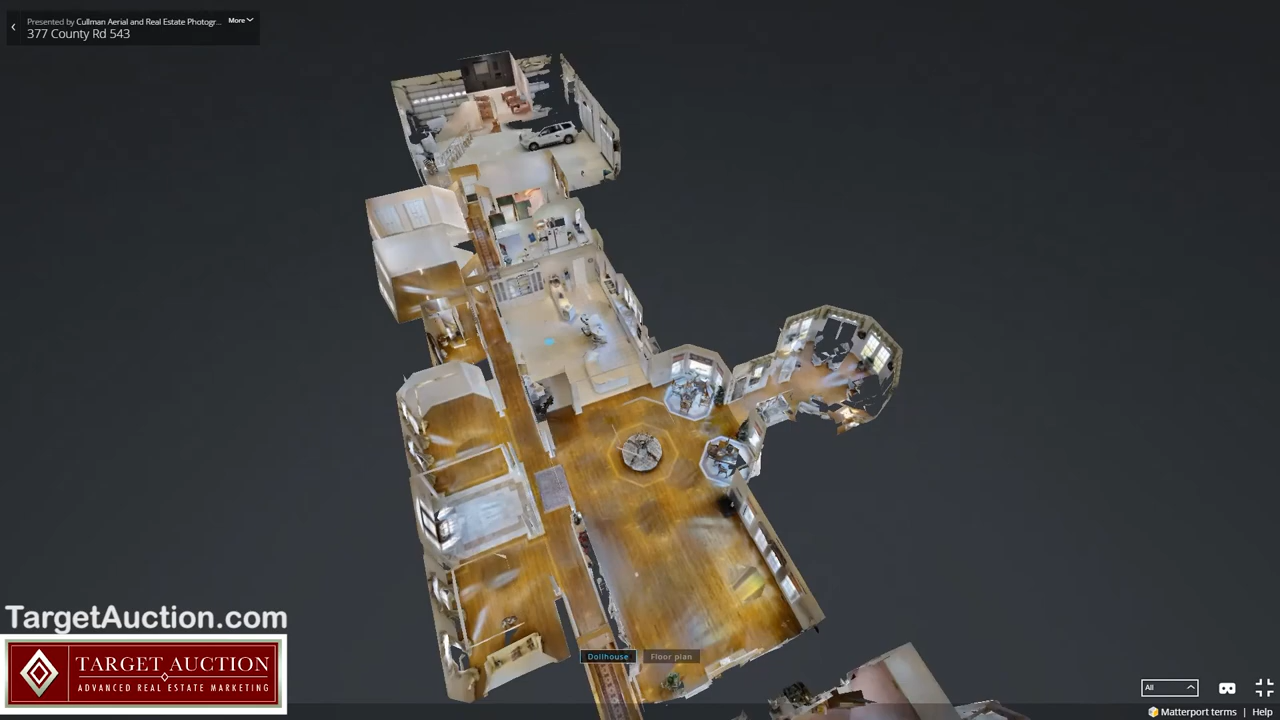 Presented by Cullman Aerial and Real Estate Photogr...
More
377 County Rd 543
TargetAuction.com
TARGET AUCTION
ADVANCED REAL ESTATE MARKETING
Dollhouse
Floor plan
All
Matterport terms | Help